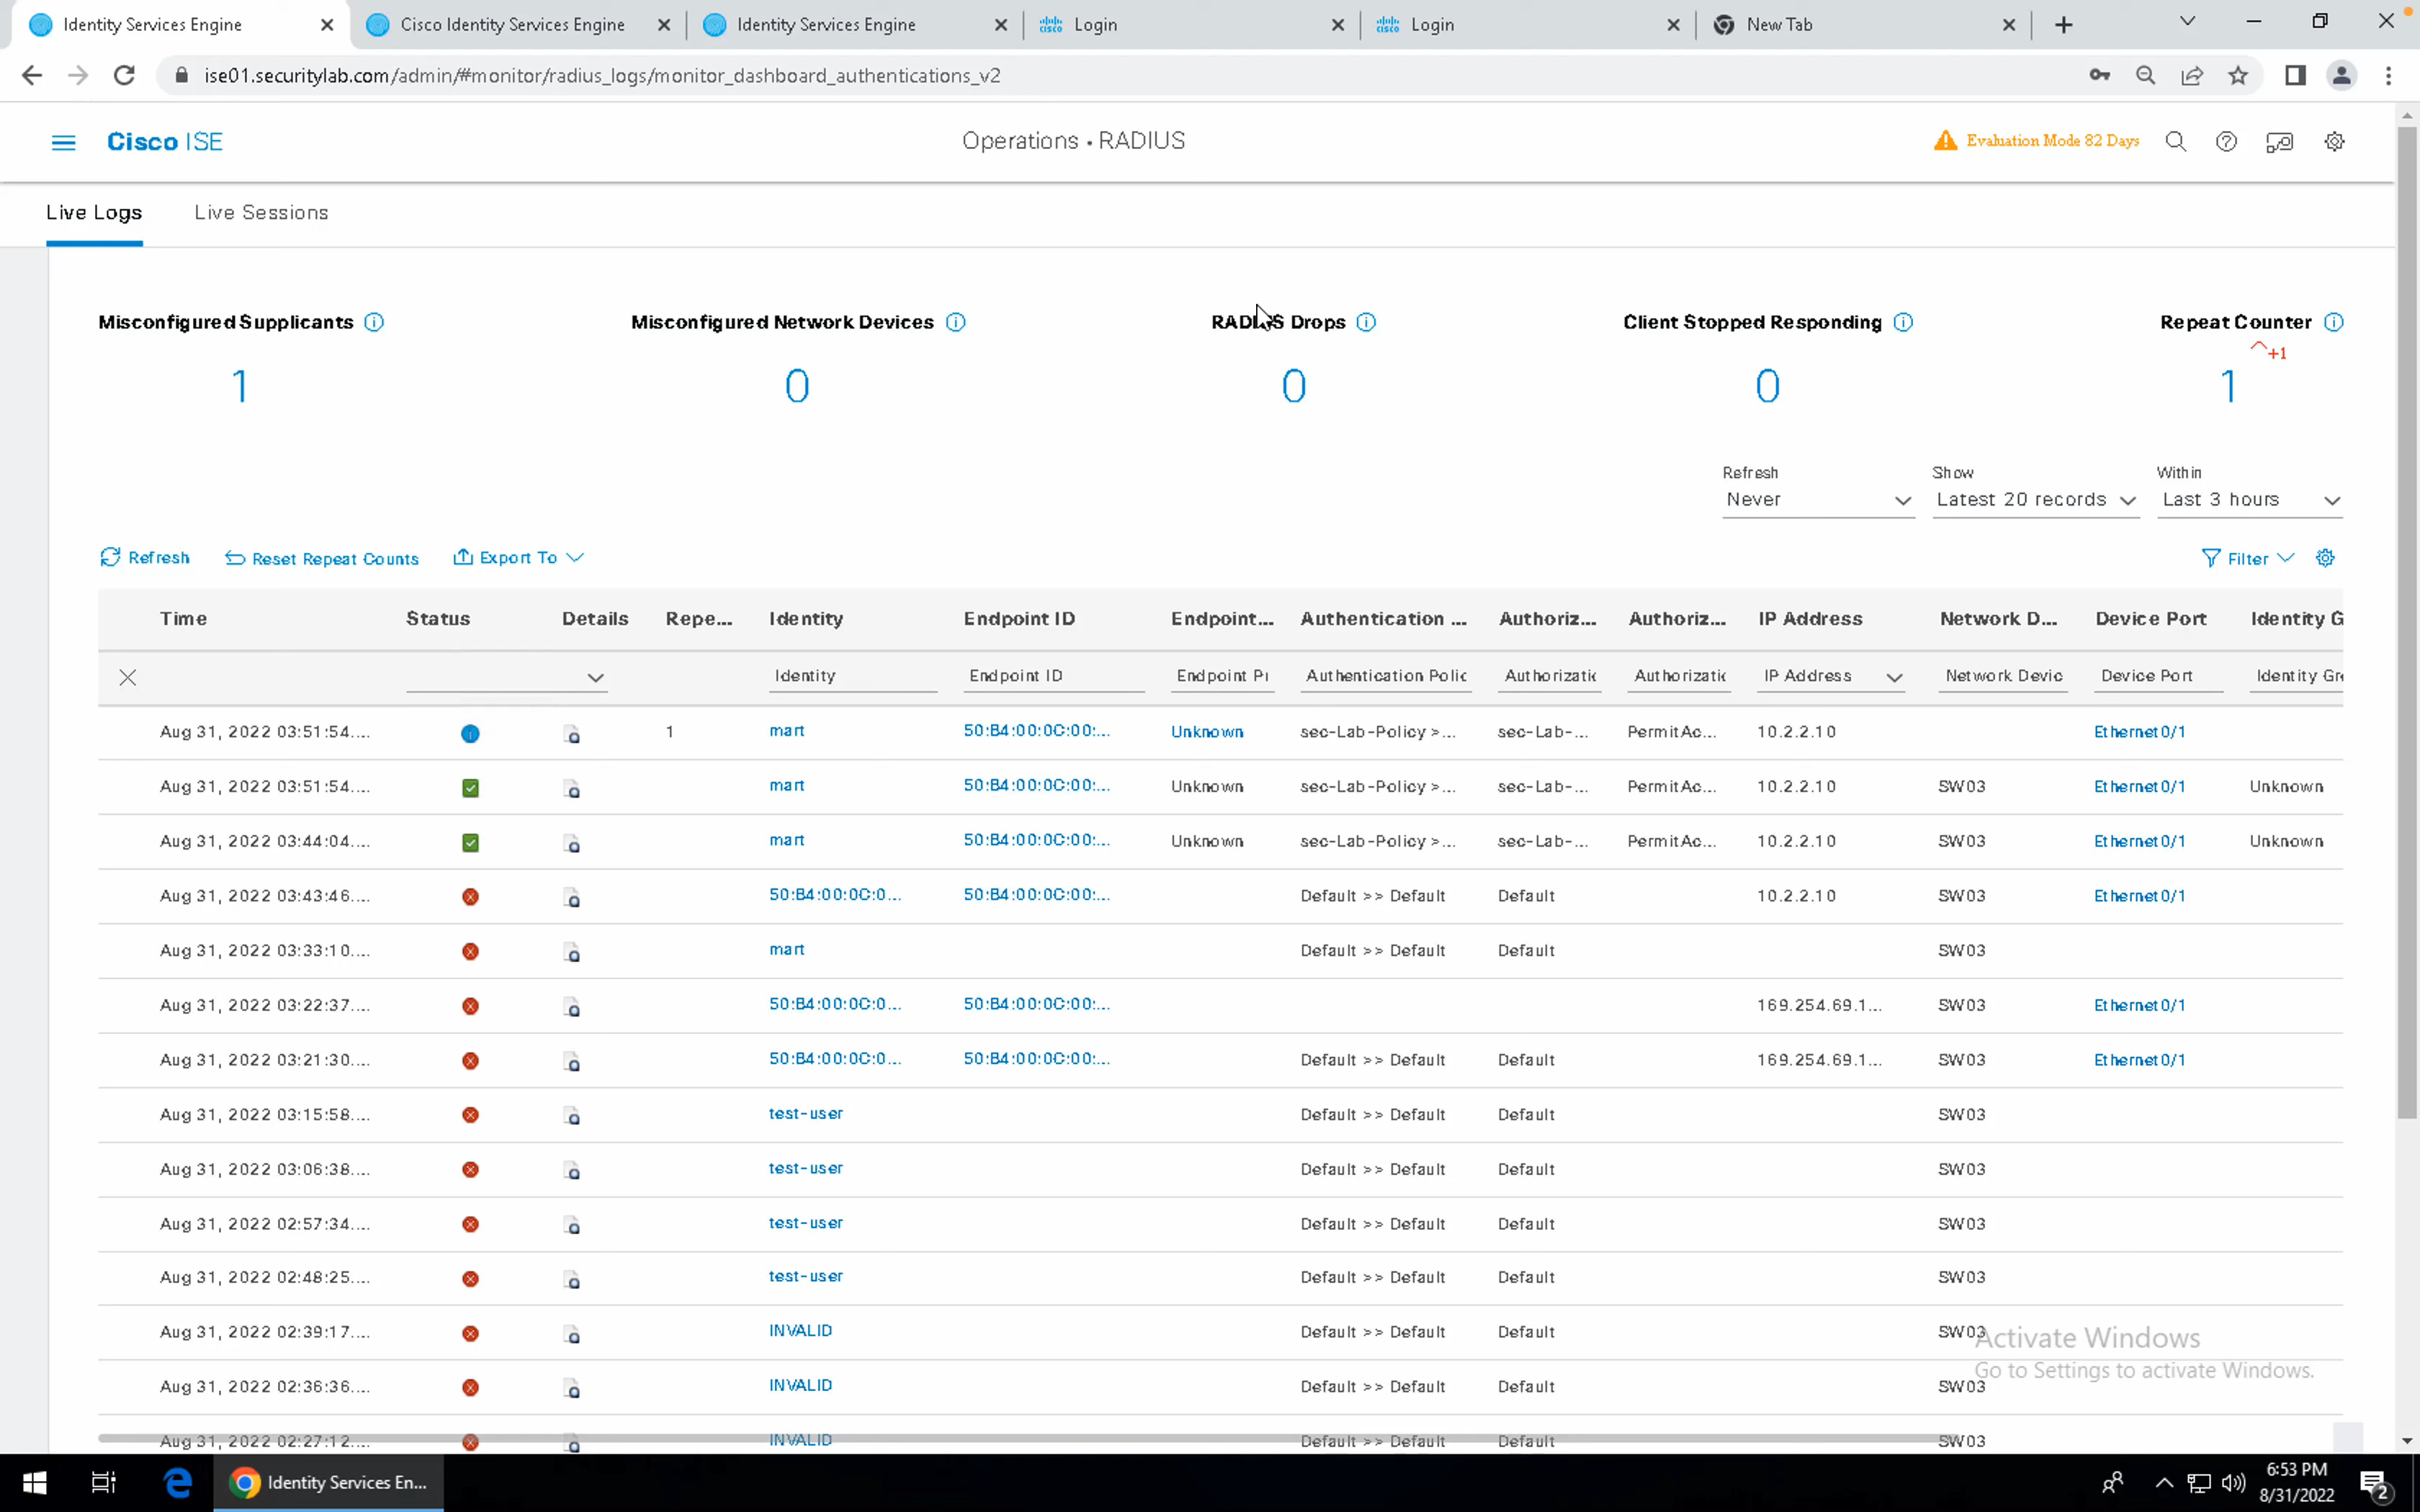 Identity Services Engine
Cisco Identity Services Engine
Identity Services Engine
Login
Login
New Tab
ise01.securitylab.com/admin/#monitor/radius_logs/monitor_dashboard_authentications_v2
Cisco ISE
Operations • RADIUS
Evaluation Mode 82 Days
Live Logs
Live Sessions
Misconfigured Supplicants
Misconfigured Network Devices
RADIUS Drops
Client Stopped Responding
Repeat Counter
+1
1
0
0
0
1
Refresh
Show
Within
Never
Latest 20 records
Last 3 hours
Refresh
Reset Repeat Counts
Export To
Filter
Time Status Details Repe... Identity Endpoint ID Endpoint... Authentication ... Authoriz... Authoriz... IP Address Network D... Device Port Identity G
Identity Endpoint ID Endpoint Pr Authentication Polic Authorizatic Authorizatic IP Address Network Devic Device Port Identity Gr
Aug 31, 2022 03:51:54.... 1 mart 50:B4:00:0C:00:... Unknown sec-Lab-Policy >... sec-Lab-... PermitAc... 10.2.2.10 Ethernet0/1
Aug 31, 2022 03:51:54.... mart 50:B4:00:0C:00:... Unknown sec-Lab-Policy >... sec-Lab-... PermitAc... 10.2.2.10 SW03 Ethernet0/1 Unknown
Aug 31, 2022 03:44:04.... mart 50:B4:00:0C:00:... Unknown sec-Lab-Policy >... sec-Lab-... PermitAc... 10.2.2.10 SW03 Ethernet0/1 Unknown
Aug 31, 2022 03:43:46.... 50:B4:00:0C:0... 50:B4:00:0C:00:... Default >> Default Default 10.2.2.10 SW03 Ethernet0/1
Aug 31, 2022 03:33:10.... mart Default >> Default Default SW03
Aug 31, 2022 03:22:37.... 50:B4:00:0C:0... 50:B4:00:0C:00:... 169.254.69.1... SW03 Ethernet0/1
Aug 31, 2022 03:21:30.... 50:B4:00:0C:0... 50:B4:00:0C:00:... Default >> Default Default 169.254.69.1... SW03 Ethernet0/1
Aug 31, 2022 03:15:58.... test-user Default >> Default Default SW03
Aug 31, 2022 03:06:38.... test-user Default >> Default Default SW03
Aug 31, 2022 02:57:34.... test-user Default >> Default Default SW03
Aug 31, 2022 02:48:25.... test-user Default >> Default Default SW03
Aug 31, 2022 02:39:17.... INVALID Default >> Default Default SW03
Aug 31, 2022 02:36:36.... INVALID Default >> Default Default SW03
Aug 31, 2022 02:27:12.... INVALID Default >> Default Default SW03
Activate Windows
Go to Settings to activate Windows.
Identity Services En...
6:53 PM
8/31/2022
2